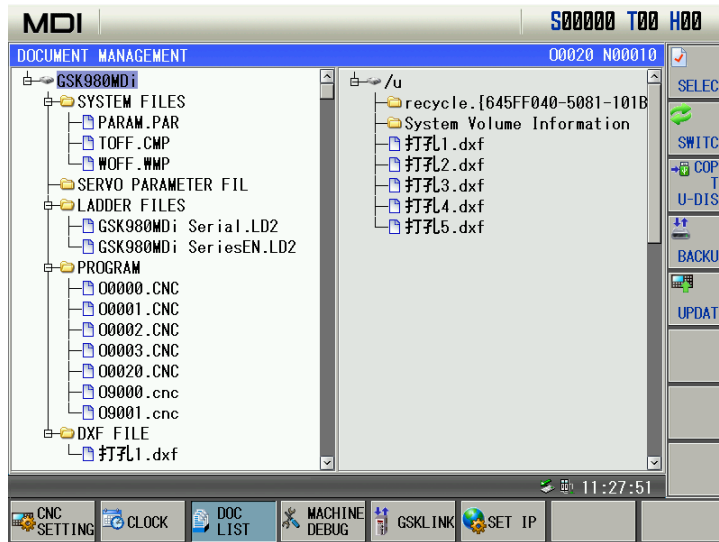 MDI
S00000 T00 H00
DOCUMENT MANAGEMENT
O0020 N00010
GSK980MDi
SYSTEM FILES
PARAM.PAR
TOFF.CMP
WOFF.WMP
SERVO PARAMETER FIL
LADDER FILES
GSK980MDi Serial.LD2
GSK980MDi SeriesEN.LD2
PROGRAM
O0000.CNC
O0001.CNC
O0002.CNC
O0003.CNC
O0020.CNC
O9000.cnc
O9001.cnc
DXF FILE
打孔1.dxf
/u
recycle.{645FF040-5081-101B
System Volume Information
打孔1.dxf
打孔2.dxf
打孔3.dxf
打孔4.dxf
打孔5.dxf
SELEC
SWITC
COP
T
U-DIS
BACKU
UPDAT
11:27:51
CNC
SETTING
CLOCK
DOC
LIST
MACHINE
DEBUG
GSKLINK
SET IP